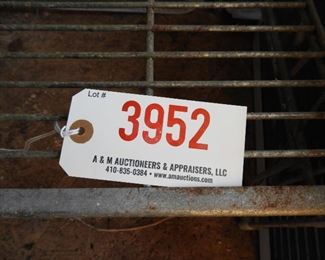 Lot #
3952
A & M AUCTIONEERS & APPRAISERS, LLC
410-835-0384 • www.amauctions.com